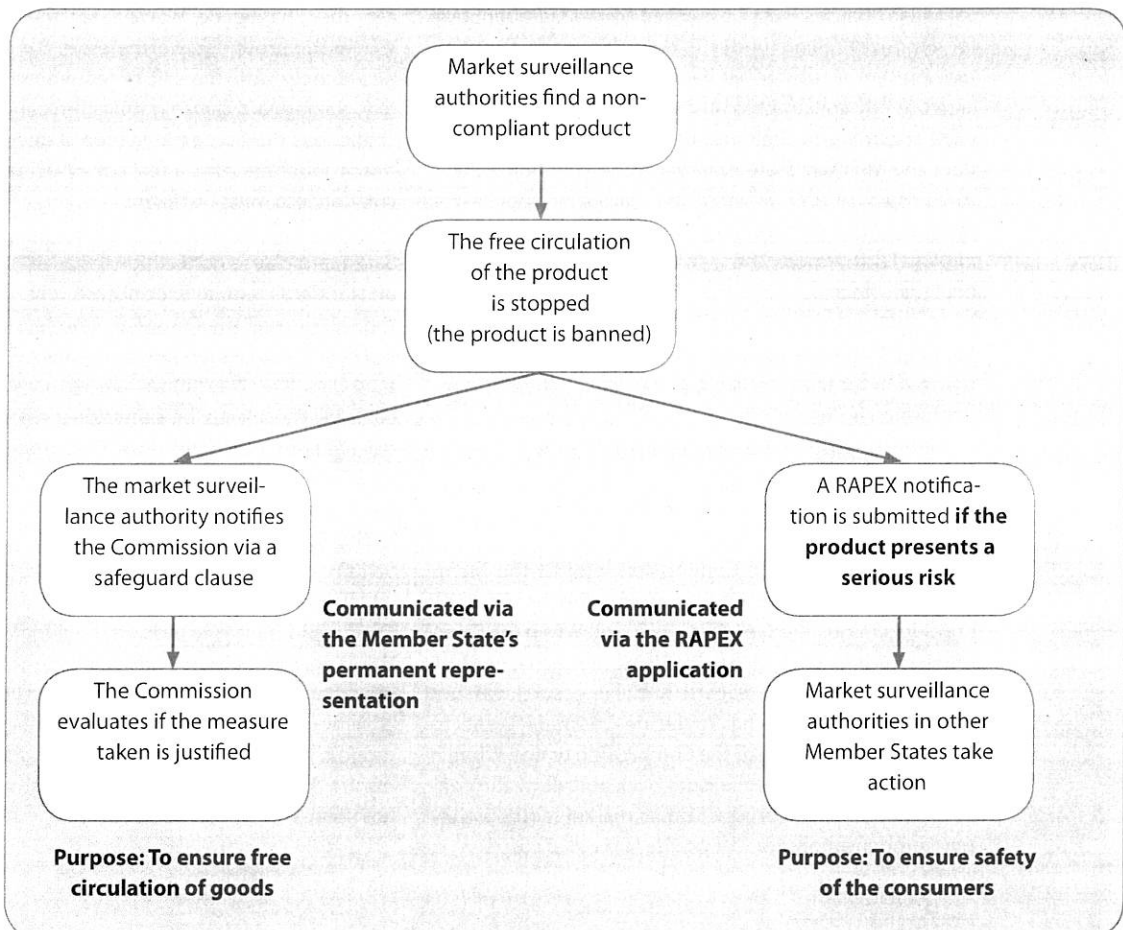 Market surveillance
authorities find a non-
compliant product
The free circulation
of the product
is stopped
(the product is banned)
The market surveil-
lance authority notifies
the Commission via a
safeguard clause
A RAPEX notifica-
tion is submitted if the
product presents a
serious risk
Communicated via
the Member State's
permanent repre-
sentation
Communicated
via the RAPEX
application
The Commission
evaluates if the measure
taken is justified
Market surveillance
authorities in other
Member States take
action
Purpose: To ensure free
circulation of goods
Purpose: To ensure safety
of the consumers